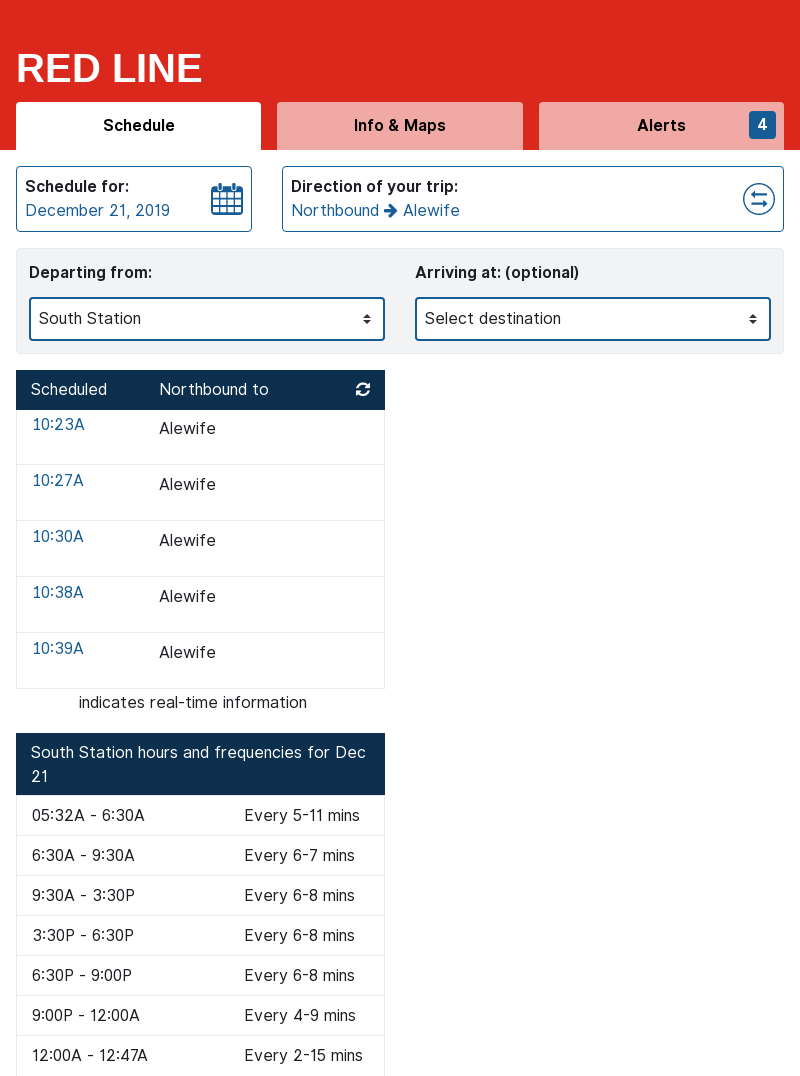 RED LINE
Schedule
Info & Maps
Alerts 4
Schedule for:
December 21, 2019
Direction of your trip:
Northbound → Alewife
Departing from:
South Station
Arriving at: (optional)
Select destination
Scheduled Northbound to
10:23A Alewife
10:27A Alewife
10:30A Alewife
10:38A Alewife
10:39A Alewife
indicates real-time information
South Station hours and frequencies for Dec
21
05:32A - 6:30A Every 5-11 mins
6:30A - 9:30A Every 6-7 mins
9:30A - 3:30P Every 6-8 mins
3:30P - 6:30P Every 6-8 mins
6:30P - 9:00P Every 6-8 mins
9:00P - 12:00A Every 4-9 mins
12:00A - 12:47A Every 2-15 mins